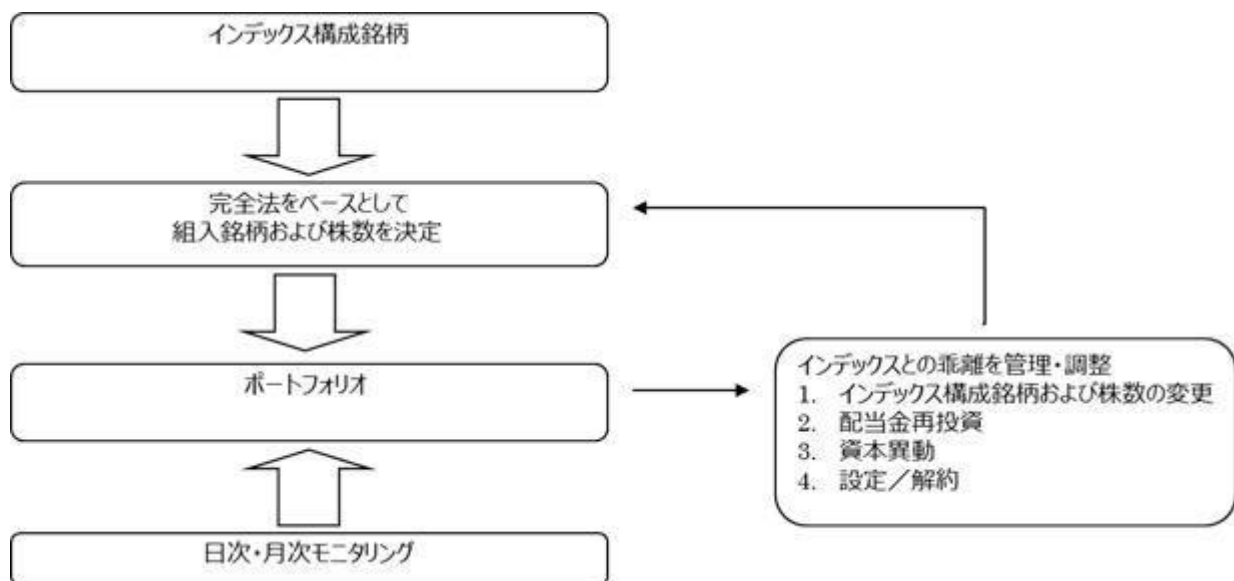 インデックス構成銘柄
完全法をベースとして
組入銘柄および株数を決定
ポートフォリオ
インデックスとの乖離を管理・調整
1. インデックス構成銘柄および株数の変更
2. 配当金再投資
3. 資本異動
4. 設定／解約
日次・月次モニタリング